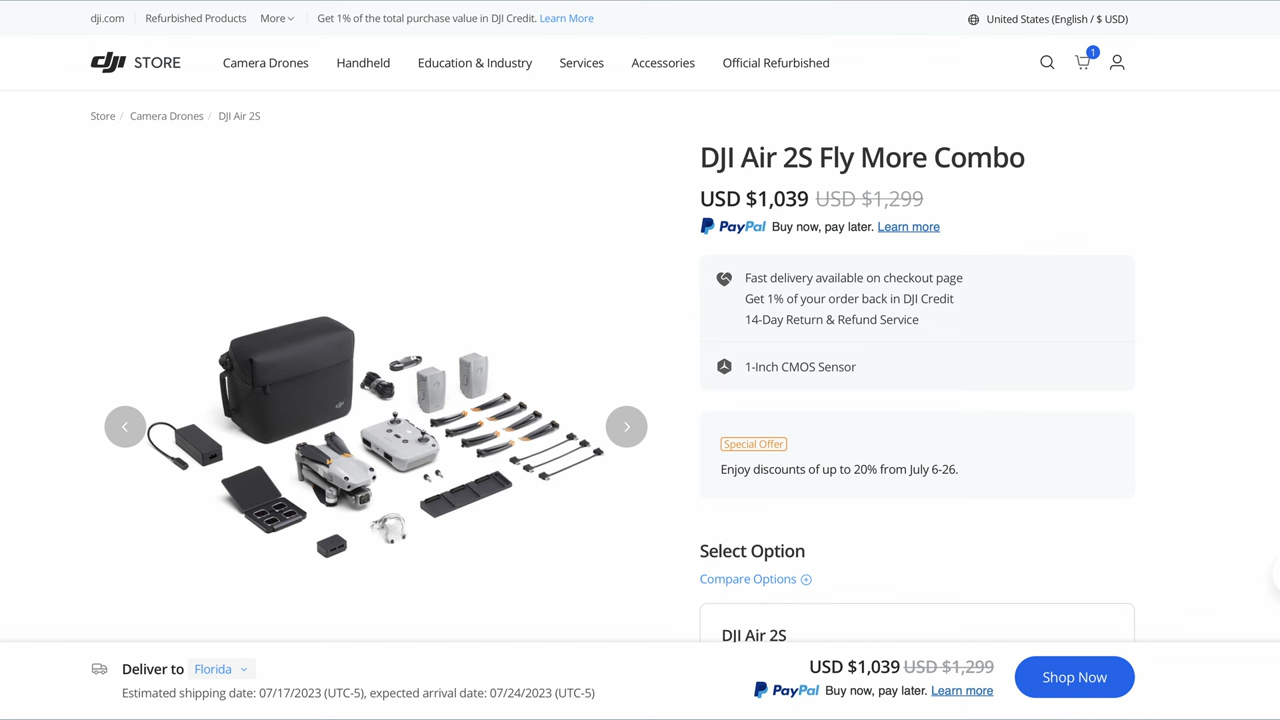 dji.com Refurbished Products More Get 1% of the total purchase value in DJI Credit. Learn More United States (English / $ USD)
dji STORE Camera Drones Handheld Education & Industry Services Accessories Official Refurbished 1
Store / Camera Drones / DJI Air 2S
DJI Air 2S Fly More Combo
USD $1,039 USD $1,299
PayPal Buy now, pay later. Learn more
Fast delivery available on checkout page
Get 1% of your order back in DJI Credit
14-Day Return & Refund Service
1-Inch CMOS Sensor
Special Offer
Enjoy discounts of up to 20% from July 6-26.
Select Option
Compare Options
DJI Air 2S
Deliver to Florida
Estimated shipping date: 07/17/2023 (UTC-5), expected arrival date: 07/24/2023 (UTC-5)
USD $1,039 USD $1,299
PayPal Buy now, pay later. Learn more
Shop Now